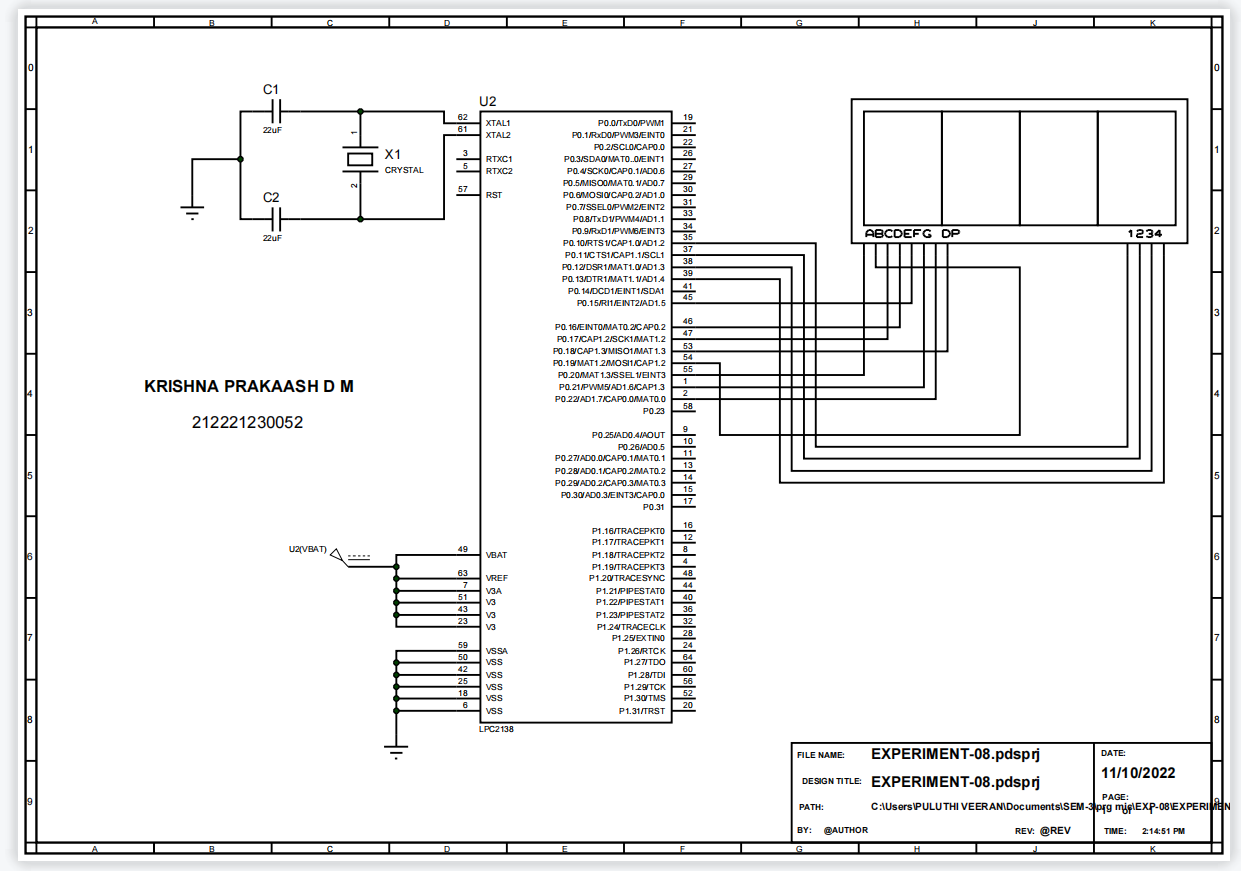 A B C D E F G H J K
0 0
1 1
2 2
3 3
4 4
5 5
6 6
7 7
8 8
9 9
C1
22uF
C2
22uF
1
X1
CRYSTAL
2
U2
62 XTAL1
61 XTAL2
3 RTXC1
5 RTXC2
57 RST
P0.0/TxD0/PWM1 19
P0.1/RxD0/PWM3/EINT0 21
P0.2/SCL0/CAP0.0 22
P0.3/SDA0/MAT0.0/EINT1 26
P0.4/SCK0/CAP0.1/AD0.6 27
P0.5/MISO0/MAT0.1/AD0.7 29
P0.6/MOSI0/CAP0.2/AD1.0 30
P0.7/SSEL0/PWM2/EINT2 31
P0.8/TxD1/PWM4/AD1.1 33
P0.9/RxD1/PWM6/EINT3 34
P0.10/RTS1/CAP1.0/AD1.2 35
P0.11/CTS1/CAP1.1/SCL1 37
P0.12/DSR1/MAT1.0/AD1.3 38
P0.13/DTR1/MAT1.1/AD1.4 39
P0.14/DCD1/EINT1/SDA1 41
P0.15/RI1/EINT2/AD1.5 45
P0.16/EINT0/MAT0.2/CAP0.2 46
P0.17/CAP1.2/SCK1/MAT1.2 47
P0.18/CAP1.3/MISO1/MAT1.3 53
P0.19/MAT1.2/MOSI1/CAP1.2 54
P0.20/MAT1.3/SSEL1/EINT3 55
P0.21/PWM5/AD1.6/CAP1.3 1
P0.22/AD1.7/CAP0.0/MAT0.0 2
P0.23 58
P0.25/AD0.4/AOUT 9
P0.26/AD0.5 10
P0.27/AD0.0/CAP0.1/MAT0.1 11
P0.28/AD0.1/CAP0.2/MAT0.2 13
P0.29/AD0.2/CAP0.3/MAT0.3 14
P0.30/AD0.3/EINT3/CAP0.0 15
P0.31 17
P1.16/TRACEPKT0 16
P1.17/TRACEPKT1 12
P1.18/TRACEPKT2 8
P1.19/TRACEPKT3 4
P1.20/TRACESYNC 48
P1.21/PIPESTAT0 44
P1.22/PIPESTAT1 40
P1.23/PIPESTAT2 36
P1.24/TRACECLK 32
P1.25/EXTIN0 28
P1.26/RTCK 24
P1.27/TDO 64
P1.28/TDI 60
P1.29/TCK 56
P1.30/TMS 52
P1.31/TRST 20
ABCDEFG DP 1234
KRISHNA PRAKAASH D M
212221230052
U2(VBAT)
49 VBAT
63 VREF
7 V3A
51 V3
43 V3
23 V3
59 VSSA
50 VSS
42 VSS
25 VSS
18 VSS
6 VSS
LPC2138
FILE NAME: EXPERIMENT-08.pdsprj
DESIGN TITLE: EXPERIMENT-08.pdsprj
PATH: C:\Users\PULUTHI VEERAN\Documents\SEM-3\prg mic\EXP-08\EXPERIMEN
BY: @AUTHOR REV: @REV
DATE:
11/10/2022
PAGE:
1 of 1
TIME: 2:14:51 PM
A B C D E F G H J K